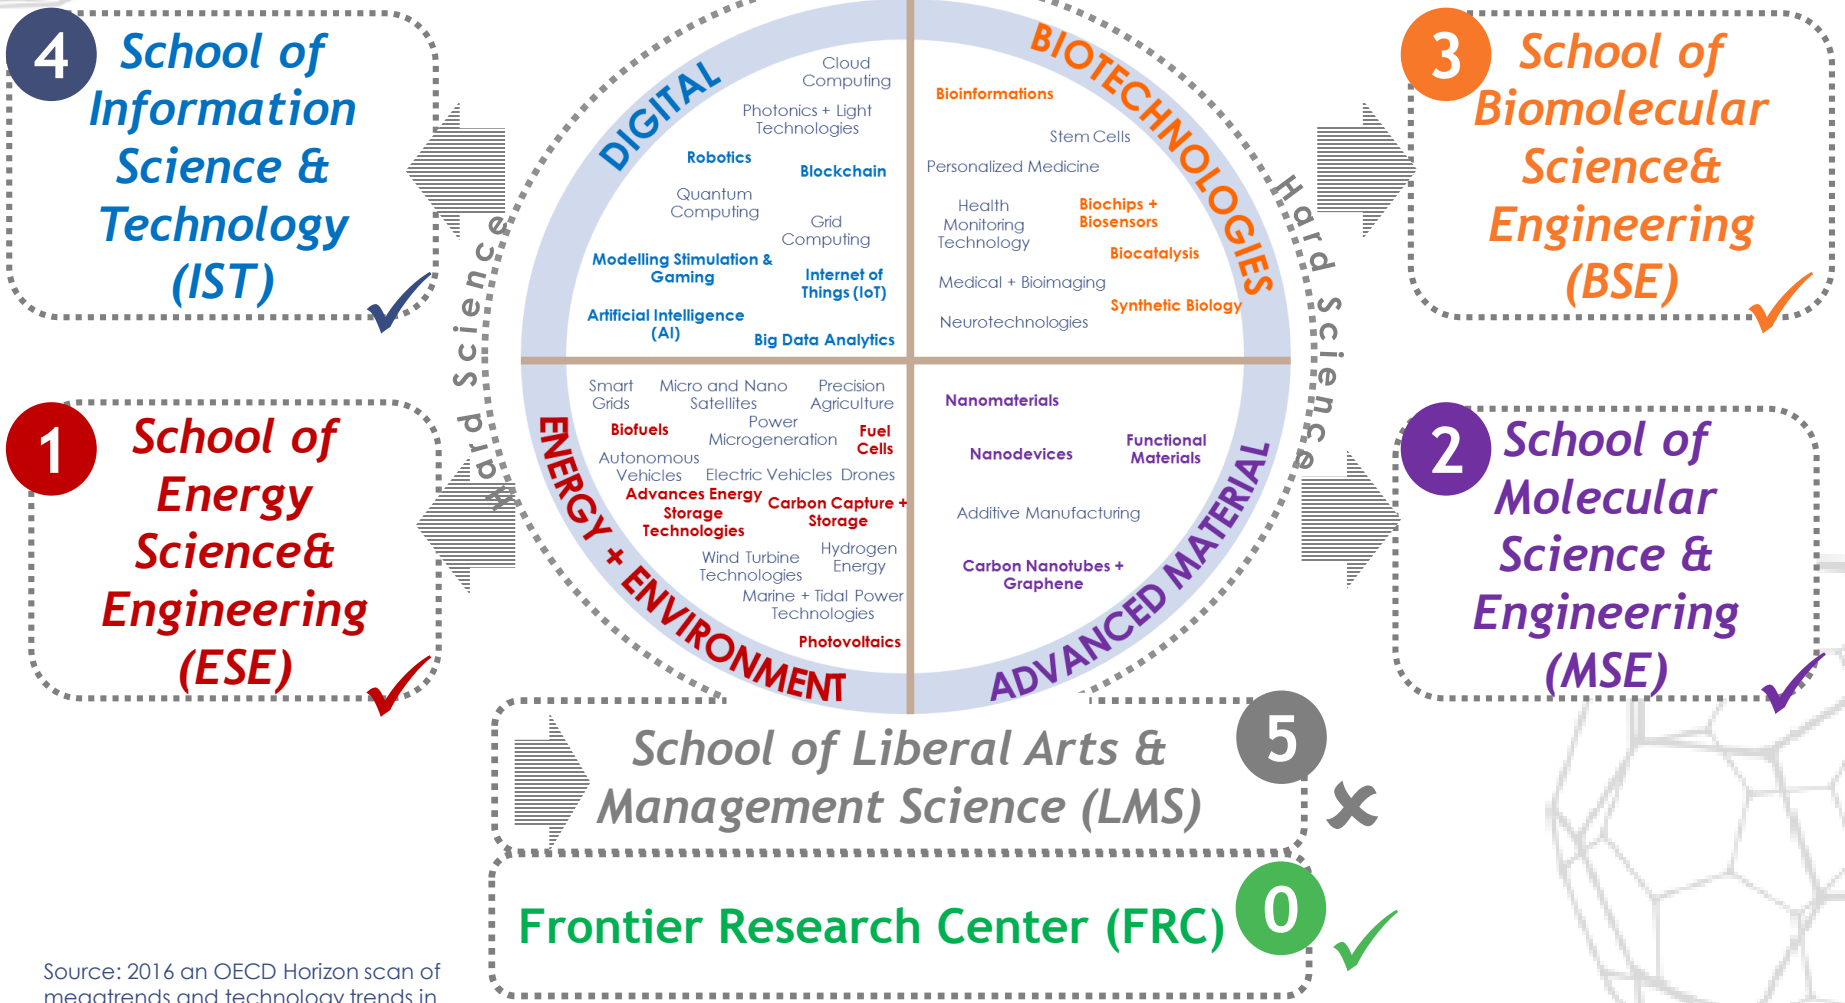 4
School of
Information
Science &
Technology
(IST)
1
School of
Energy
Science&
Engineering
(ESE)
Hard Science
DIGITAL
Cloud
Computing
Photonics + Light
Technologies
Robotics
Blockchain
Quantum
Computing
Grid
Computing
Modelling Stimulation &
Gaming
Internet of
Things (IoT)
Artificial Intelligence
(AI)
Big Data Analytics
BIOTECHNOLOGIES
Bioinformations
Stem Cells
Personalized Medicine
Health
Monitoring
Technology
Biochips +
Biosensors
Biocatalysis
Medical + Bioimaging
Synthetic Biology
Neurotechnologies
ENERGY + ENVIRONMENT
Smart
Grids
Micro and Nano
Satellites
Precision
Agriculture
Biofuels
Power
Microgeneration
Fuel
Cells
Autonomous
Vehicles
Electric Vehicles
Drones
Advances Energy
Storage
Technologies
Carbon Capture +
Storage
Wind Turbine
Technologies
Hydrogen
Energy
Marine + Tidal Power
Technologies
Photovoltaics
ADVANCED MATERIAL
Nanomaterials
Nanodevices
Functional
Materials
Additive Manufacturing
Carbon Nanotubes +
Graphene
Hard Science
3
School of
Biomolecular
Science&
Engineering
(BSE)
2
School of
Molecular
Science &
Engineering
(MSE)
School of Liberal Arts &
Management Science (LMS)
5
Frontier Research Center (FRC)
0
Source: 2016 an OECD Horizon scan of
megatrends and technology trends in